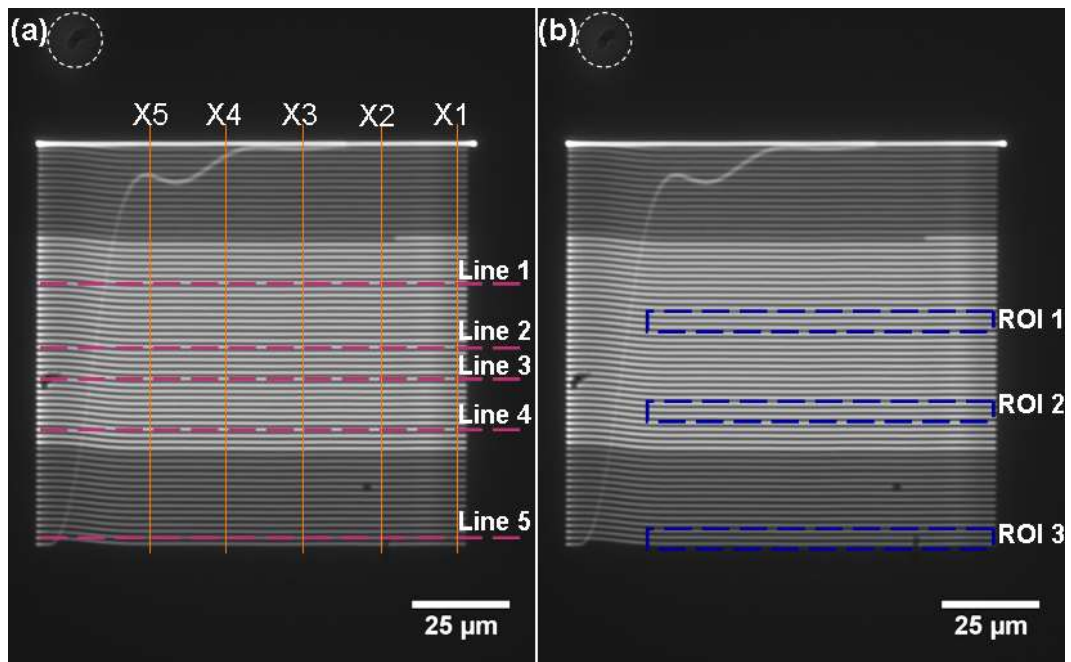 (a)
X5 X4 X3 X2 X1
Line 1
Line 2
Line 3
Line 4
Line 5
25 µm
(b)
ROI 1
ROI 2
ROI 3
25 µm